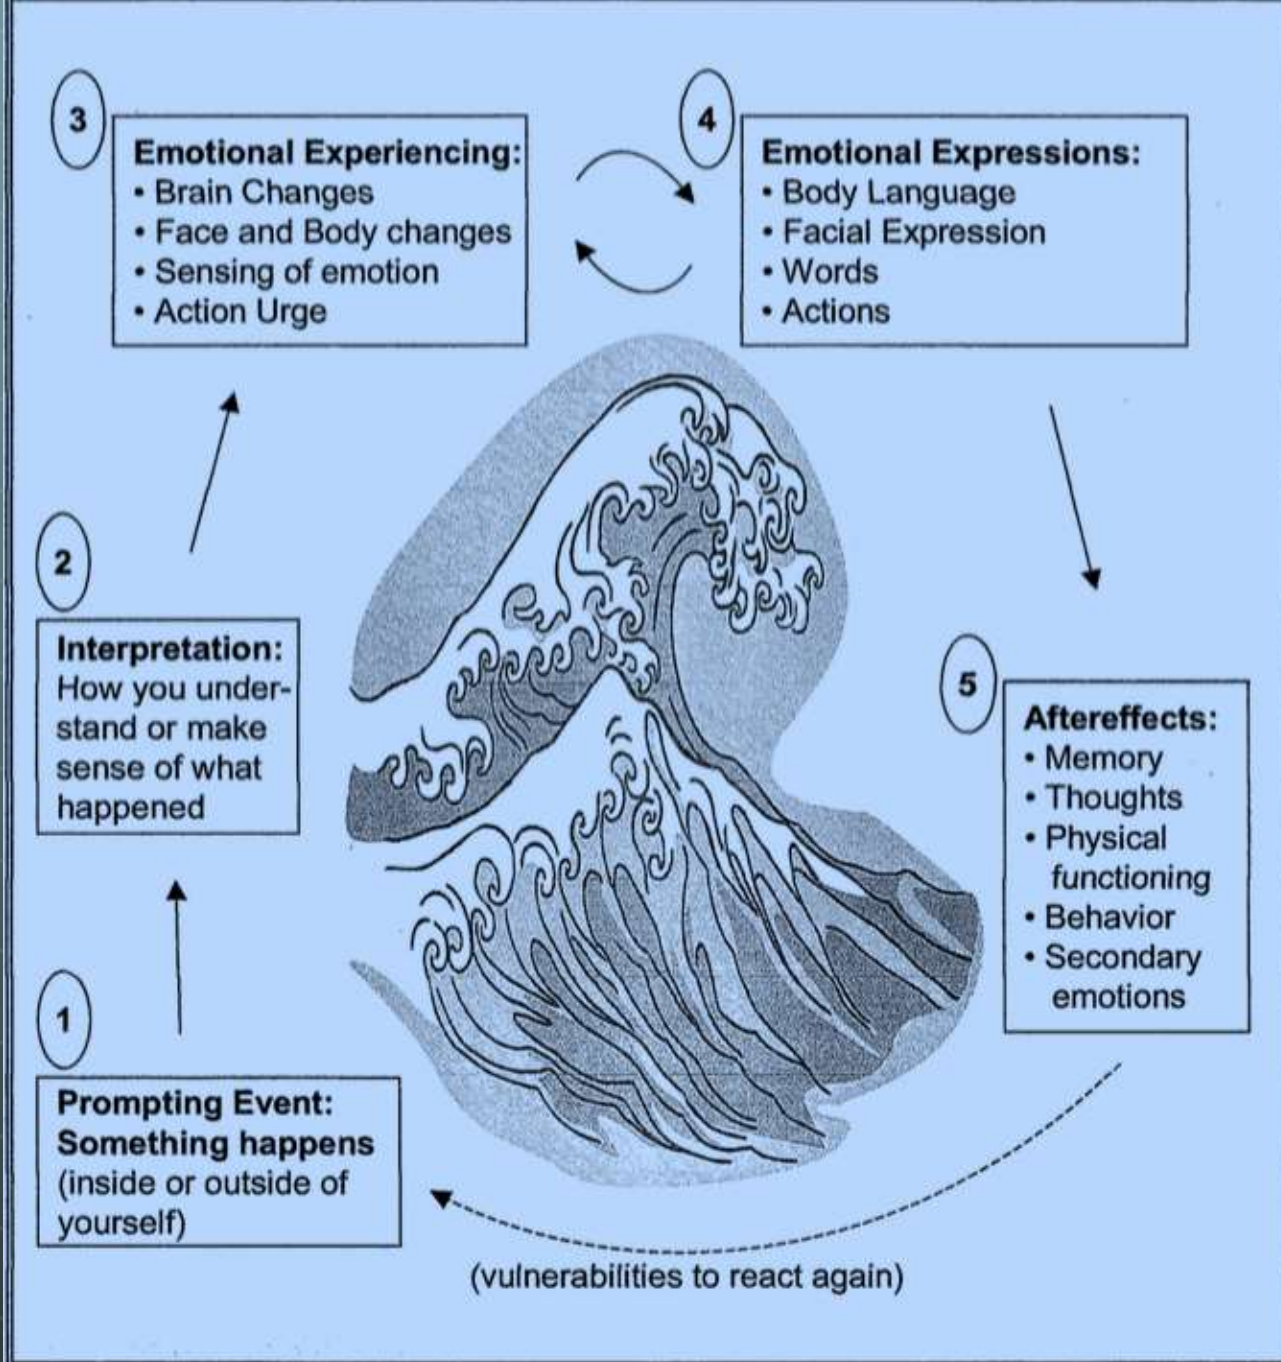 3
Emotional Experiencing:
• Brain Changes
• Face and Body changes
• Sensing of emotion
• Action Urge
4
Emotional Expressions:
• Body Language
• Facial Expression
• Words
• Actions
2
Interpretation:
How you under-
stand or make
sense of what
happened
5
Aftereffects:
• Memory
• Thoughts
• Physical
functioning
• Behavior
• Secondary
emotions
1
Prompting Event:
Something happens
(inside or outside of
yourself)
(vulnerabilities to react again)